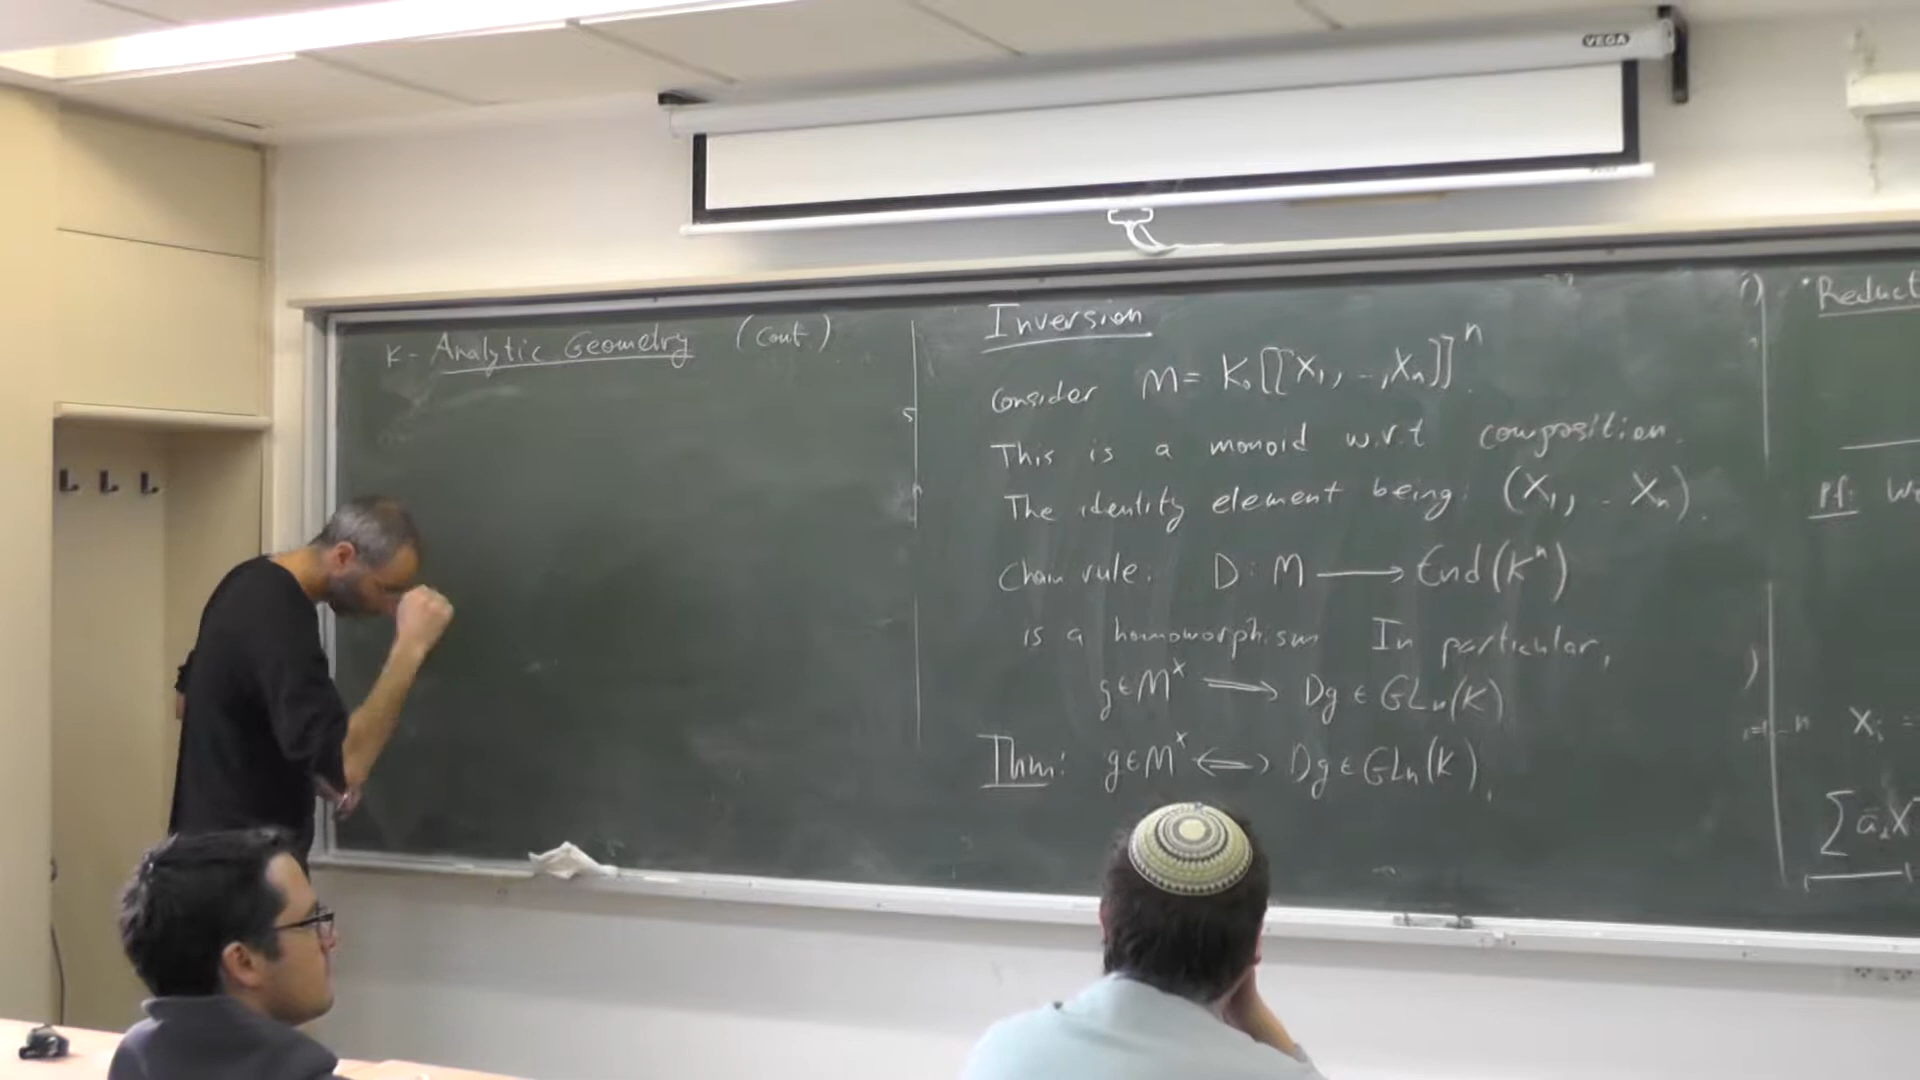 VEGA
K-Analytic Geometry (Cont.)
Inversion
Consider M = K₀[[X₁, -, Xₙ]]ⁿ.
This is a monoid w.r.t composition.
The identity element being: (X₁, - Xₙ).
Chain rule: D: M ⟶ End(Kⁿ)
is a homomorphism. In particular,
g∈M^× ⟹ Dg ∈ GLₙ(K)
Thm: g∈M^× ⟺ Dg ∈ GLₙ(K).
Reduct
Pf:
Xᵢ =